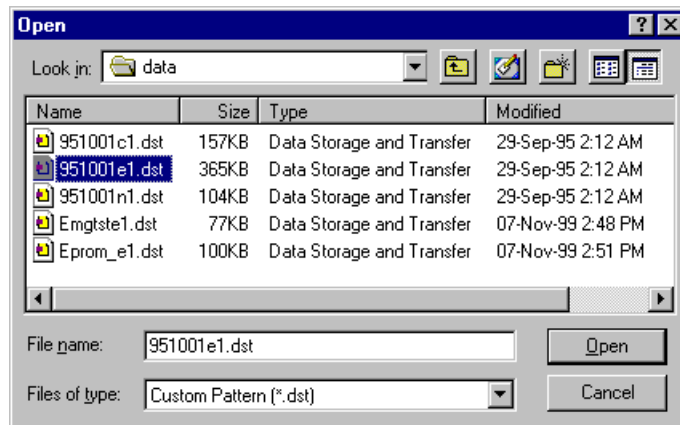 Open
Look in: data
Name Size Type Modified
951001c1.dst 157KB Data Storage and Transfer 29-Sep-95 2:12 AM
951001e1.dst 365KB Data Storage and Transfer 29-Sep-95 2:12 AM
951001n1.dst 104KB Data Storage and Transfer 29-Sep-95 2:12 AM
Emgtste1.dst 77KB Data Storage and Transfer 07-Nov-99 2:48 PM
Eprom_e1.dst 100KB Data Storage and Transfer 07-Nov-99 2:51 PM
File name: 951001e1.dst Open
Files of type: Custom Pattern (*.dst) Cancel